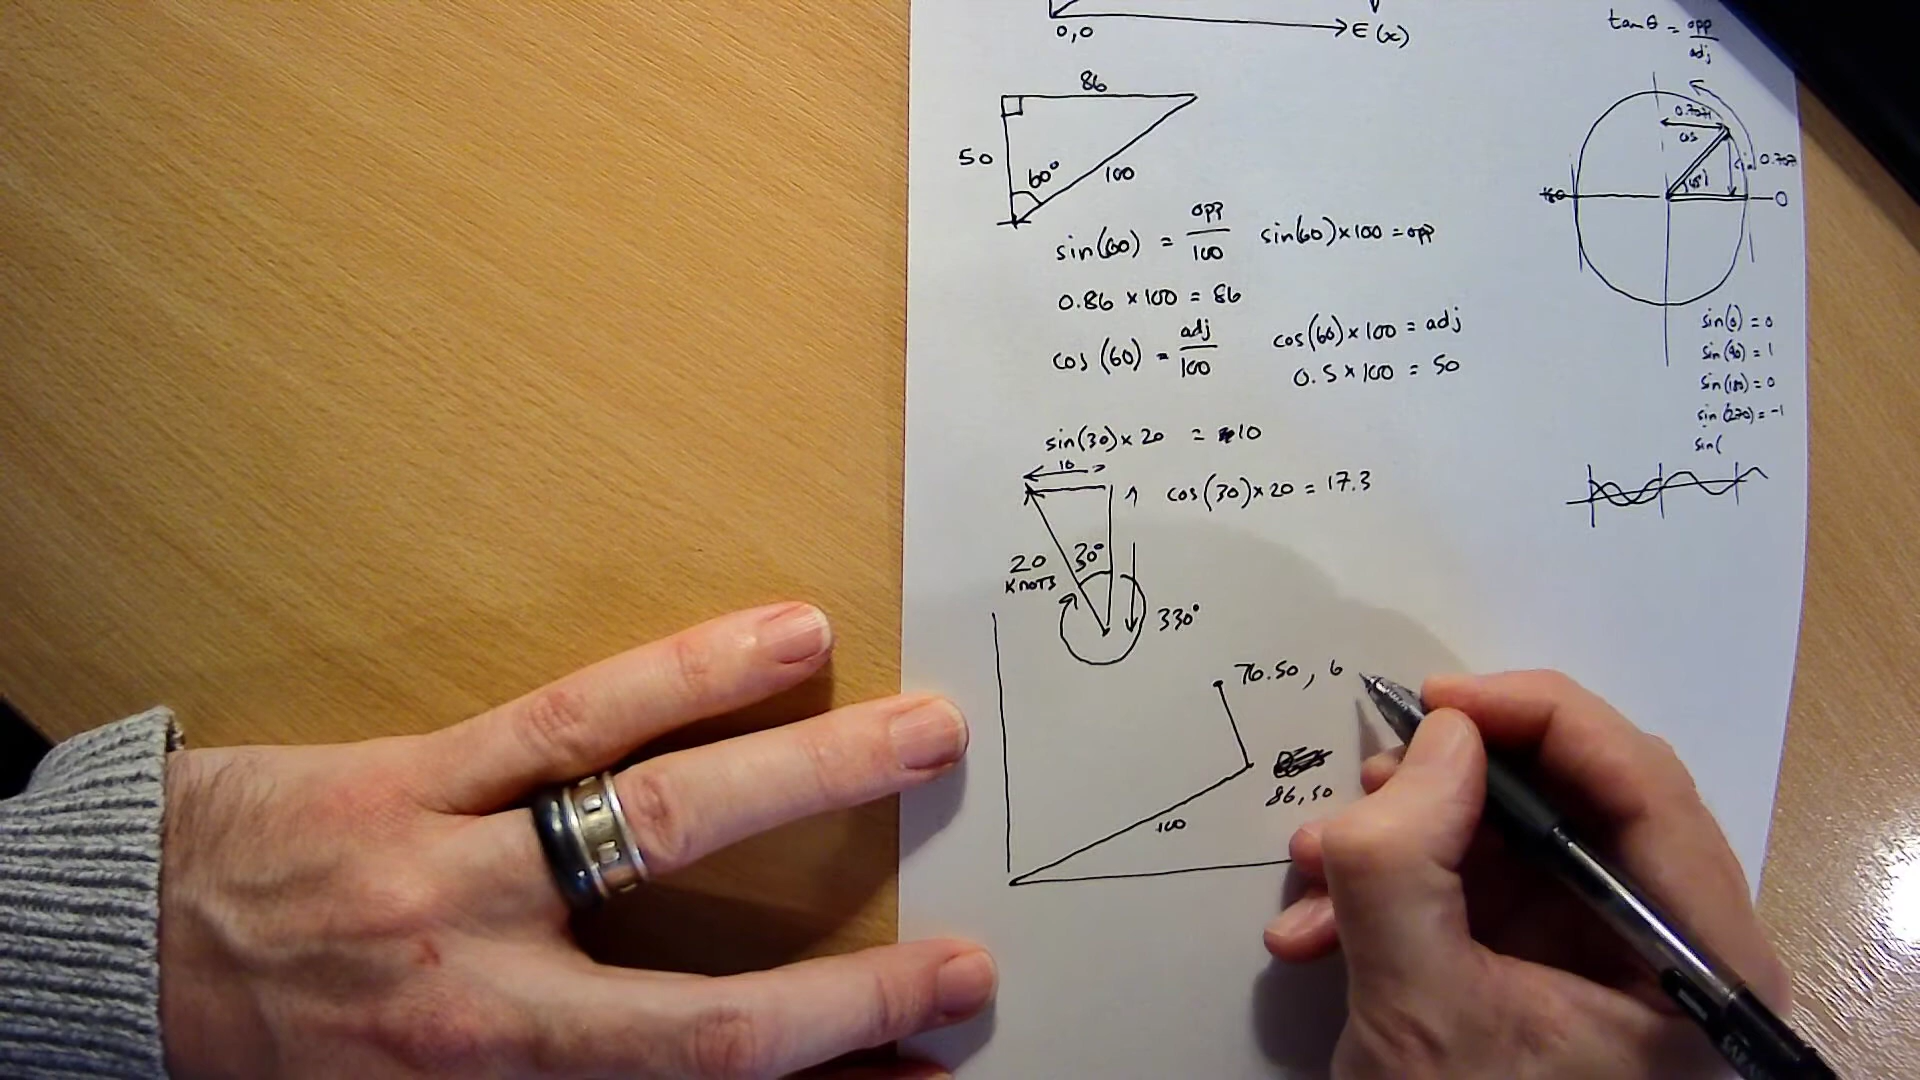 0,0
E (x)
tan θ = opp
adj
86
50
60°
100
0.7071
cos
sin
0.707
45°
180
0
sin(60) = opp
100
sin(60)×100 = opp
0.86 × 100 = 86
cos (60) = adj
100
cos(60)×100 = adj
0.5 × 100 = 50
sin(0) = 0
sin(90) = 1
sin(180) = 0
sin(270) = -1
sin(
sin(30)×20 = 10
10
cos(30)×20 = 17.3
20
KNOTS
30°
330°
76.50, 6
86,50
100